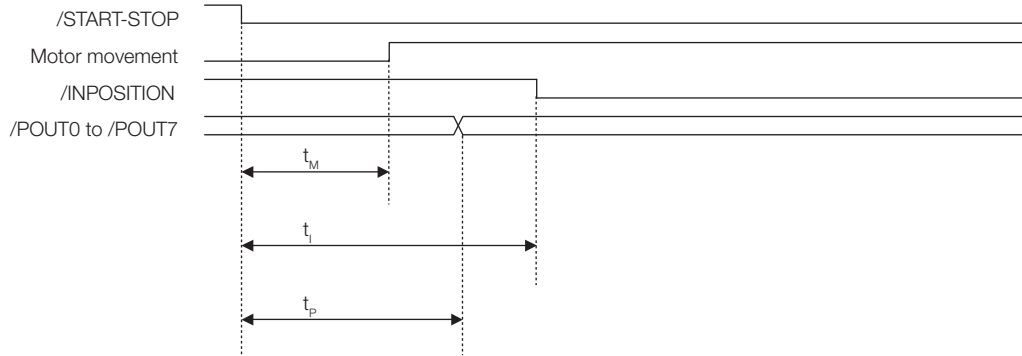 /START-STOP
Motor movement
/INPOSITION
/POUT0 to /POUT7
tM
tI
tP